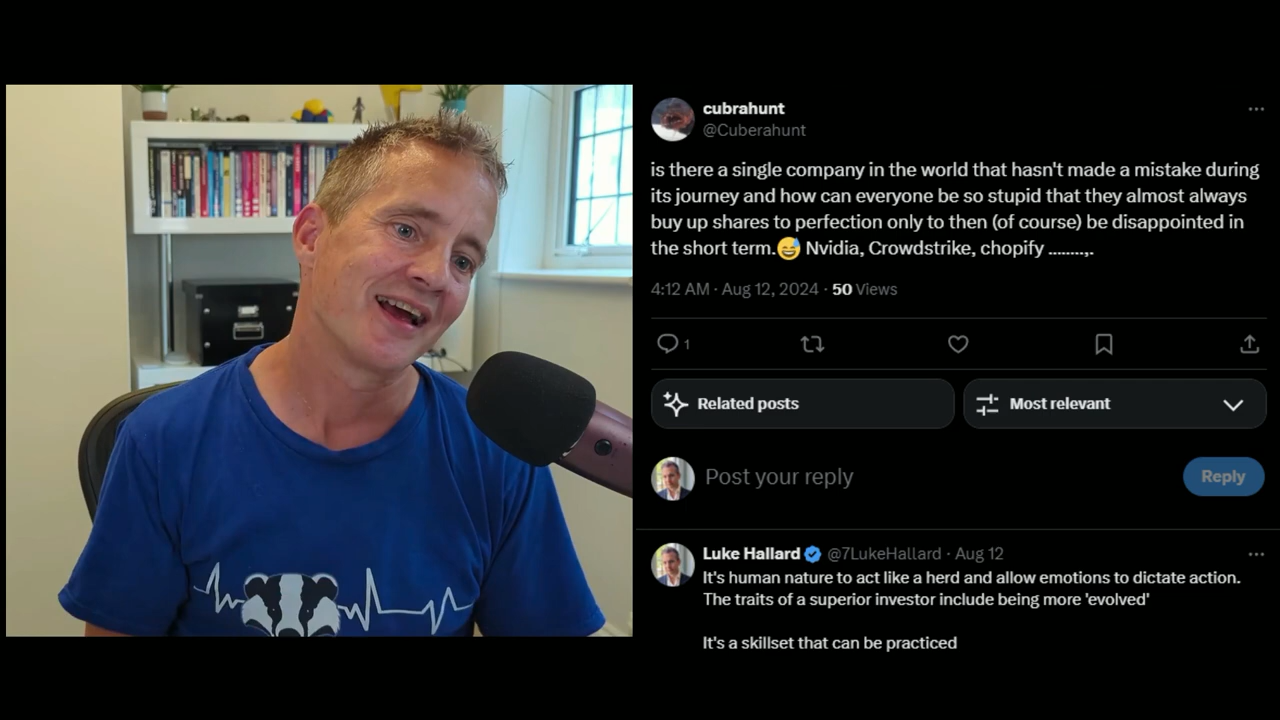 cubrahunt
@Cuberahunt
is there a single company in the world that hasn't made a mistake during
its journey and how can everyone be so stupid that they almost always
buy up shares to perfection only to then (of course) be disappointed in
the short term.😅 Nvidia, Crowdstrike, chopify ........,.
4:12 AM · Aug 12, 2024 · 50 Views
1
Related posts
Most relevant
Post your reply
Reply
Luke Hallard @7LukeHallard · Aug 12
It's human nature to act like a herd and allow emotions to dictate action.
The traits of a superior investor include being more 'evolved'
It's a skillset that can be practiced